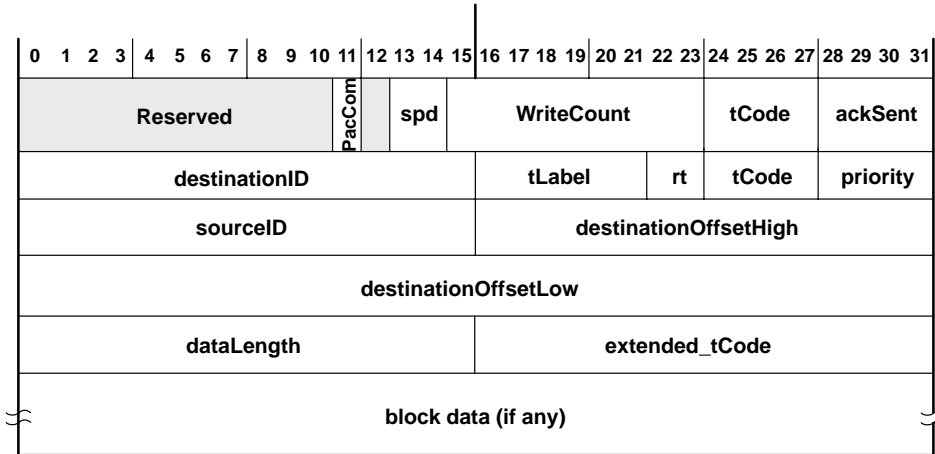 0 1 2 3 4 5 6 7 8 9 10 11 12 13 14 15 16 17 18 19 20 21 22 23 24 25 26 27 28 29 30 31
Reserved PacCom spd WriteCount tCode ackSent
destinationID tLabel rt tCode priority
sourceID destinationOffsetHigh
destinationOffsetLow
dataLength extended_tCode
block data (if any)